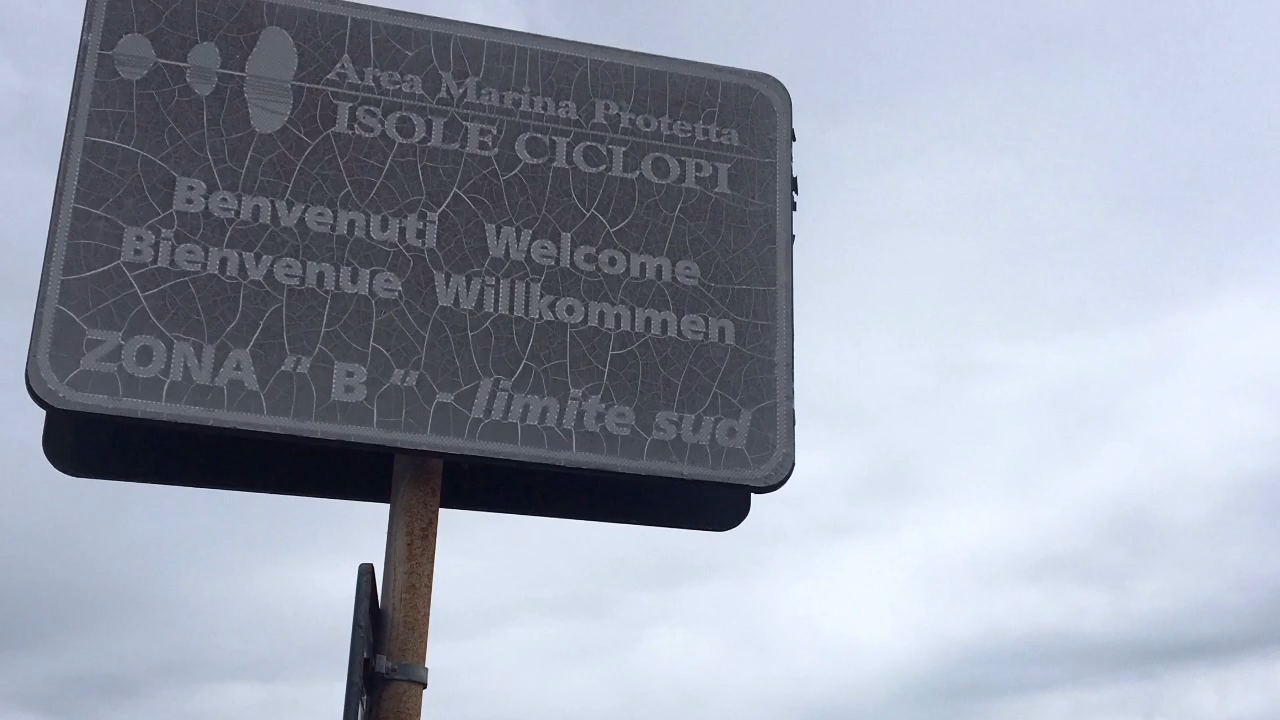 Area Marina Protetta
ISOLE CICLOPI
Benvenuti Welcome
Bienvenue Willkommen
ZONA " B " - limite sud